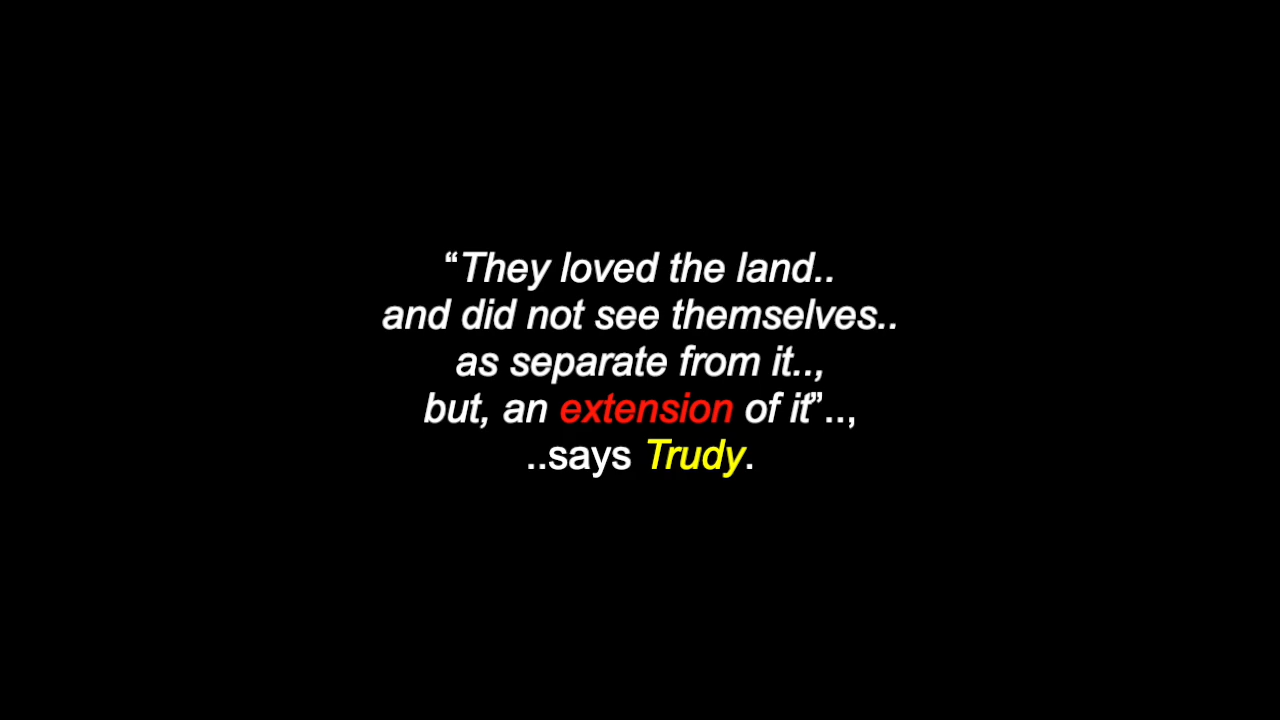 “They loved the land..
and did not see themselves..
as separate from it..,
but, an extension of it”..,
..says Trudy.